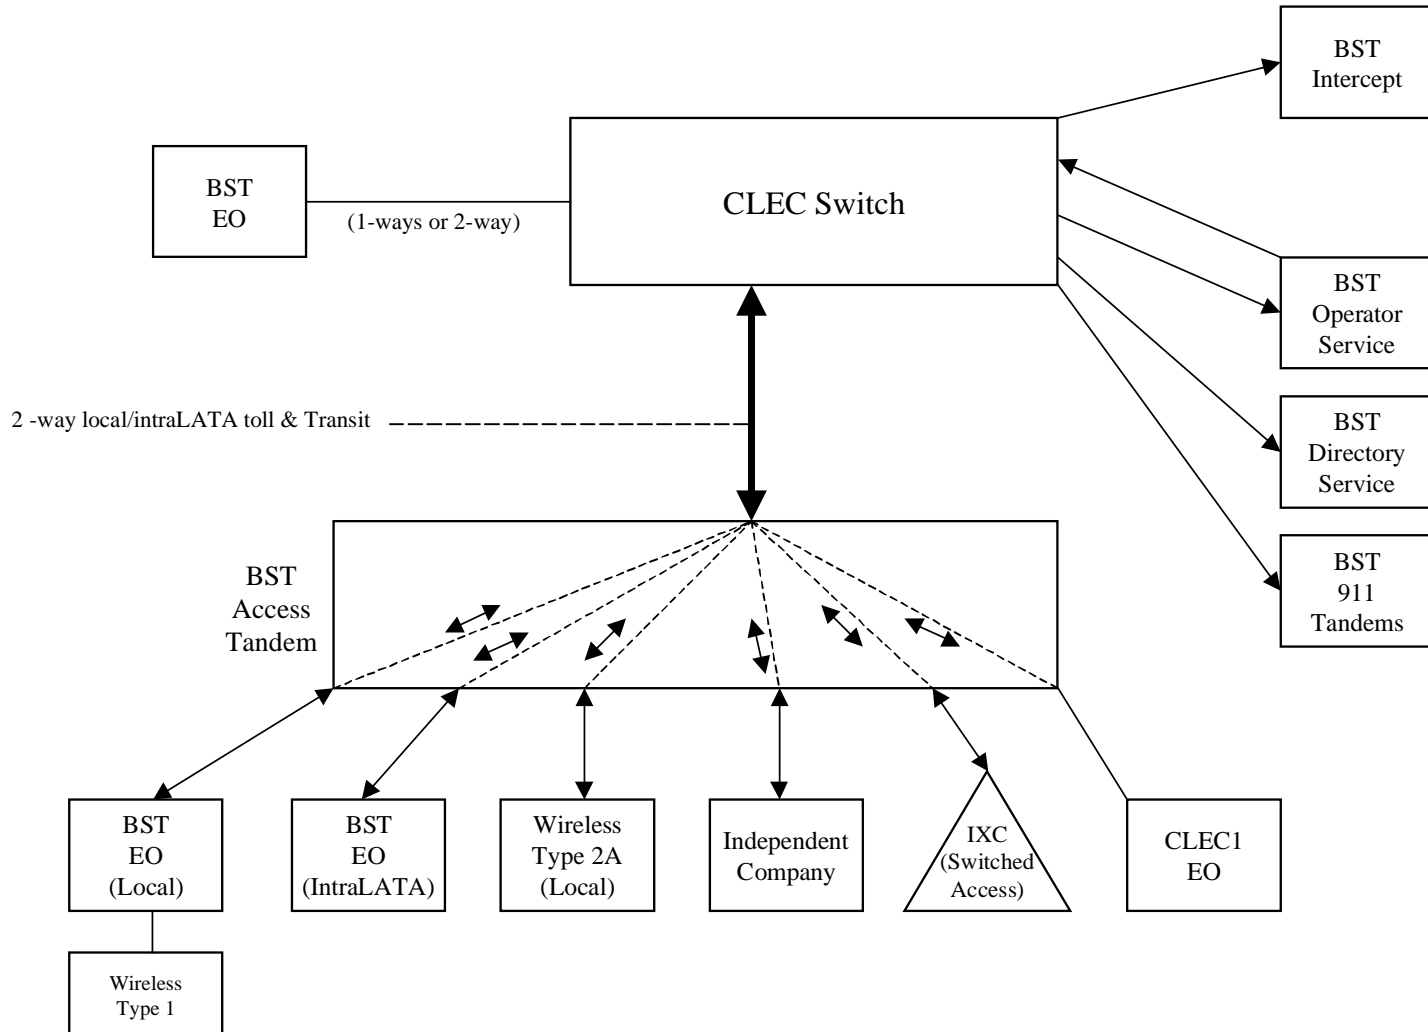 BST
Intercept
BST
EO
(1-ways or 2-way)
CLEC Switch
BST
Operator
Service
2 -way local/intraLATA toll & Transit
BST
Directory
Service
BST
Access
Tandem
BST
911
Tandems
BST
EO
(Local)
BST
EO
(IntraLATA)
Wireless
Type 2A
(Local)
Independent
Company
IXC
(Switched
Access)
CLEC1
EO
Wireless
Type 1